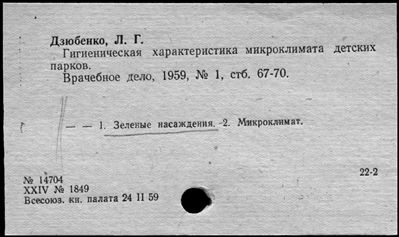 Дзюбенко, Л. Г.
Гигиеническая характеристика микроклимата детских
парков.
Врачебное дело, 1959, № 1, стб. 67-70.
— — 1. Зеленые насаждения. -2. Микроклимат.
22-2
№ 14704
XXIV № 1849
Всесоюз. кн. палата 24 II 59